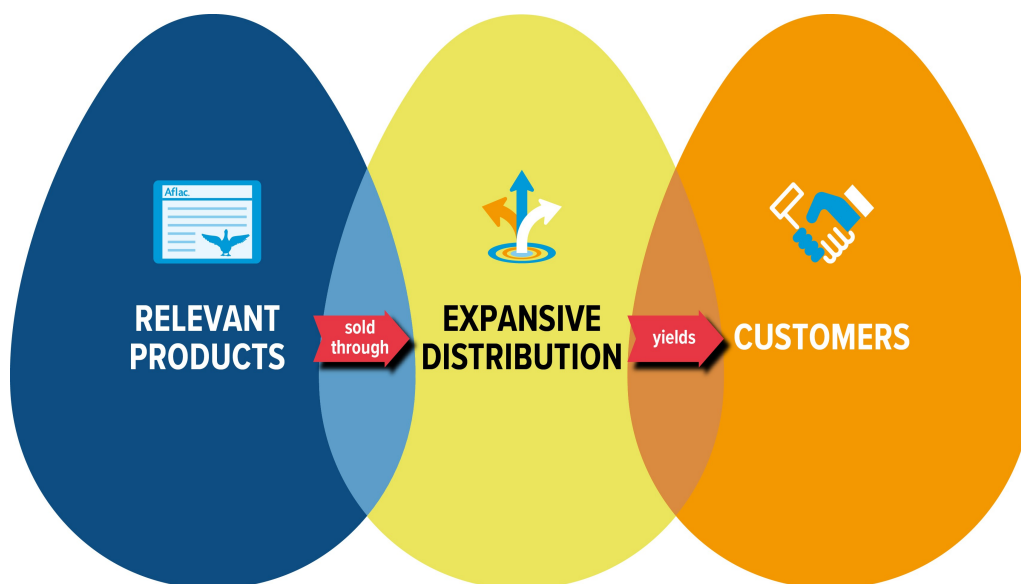 Aflac.
RELEVANT
PRODUCTS
sold
through
EXPANSIVE
DISTRIBUTION
yields
CUSTOMERS